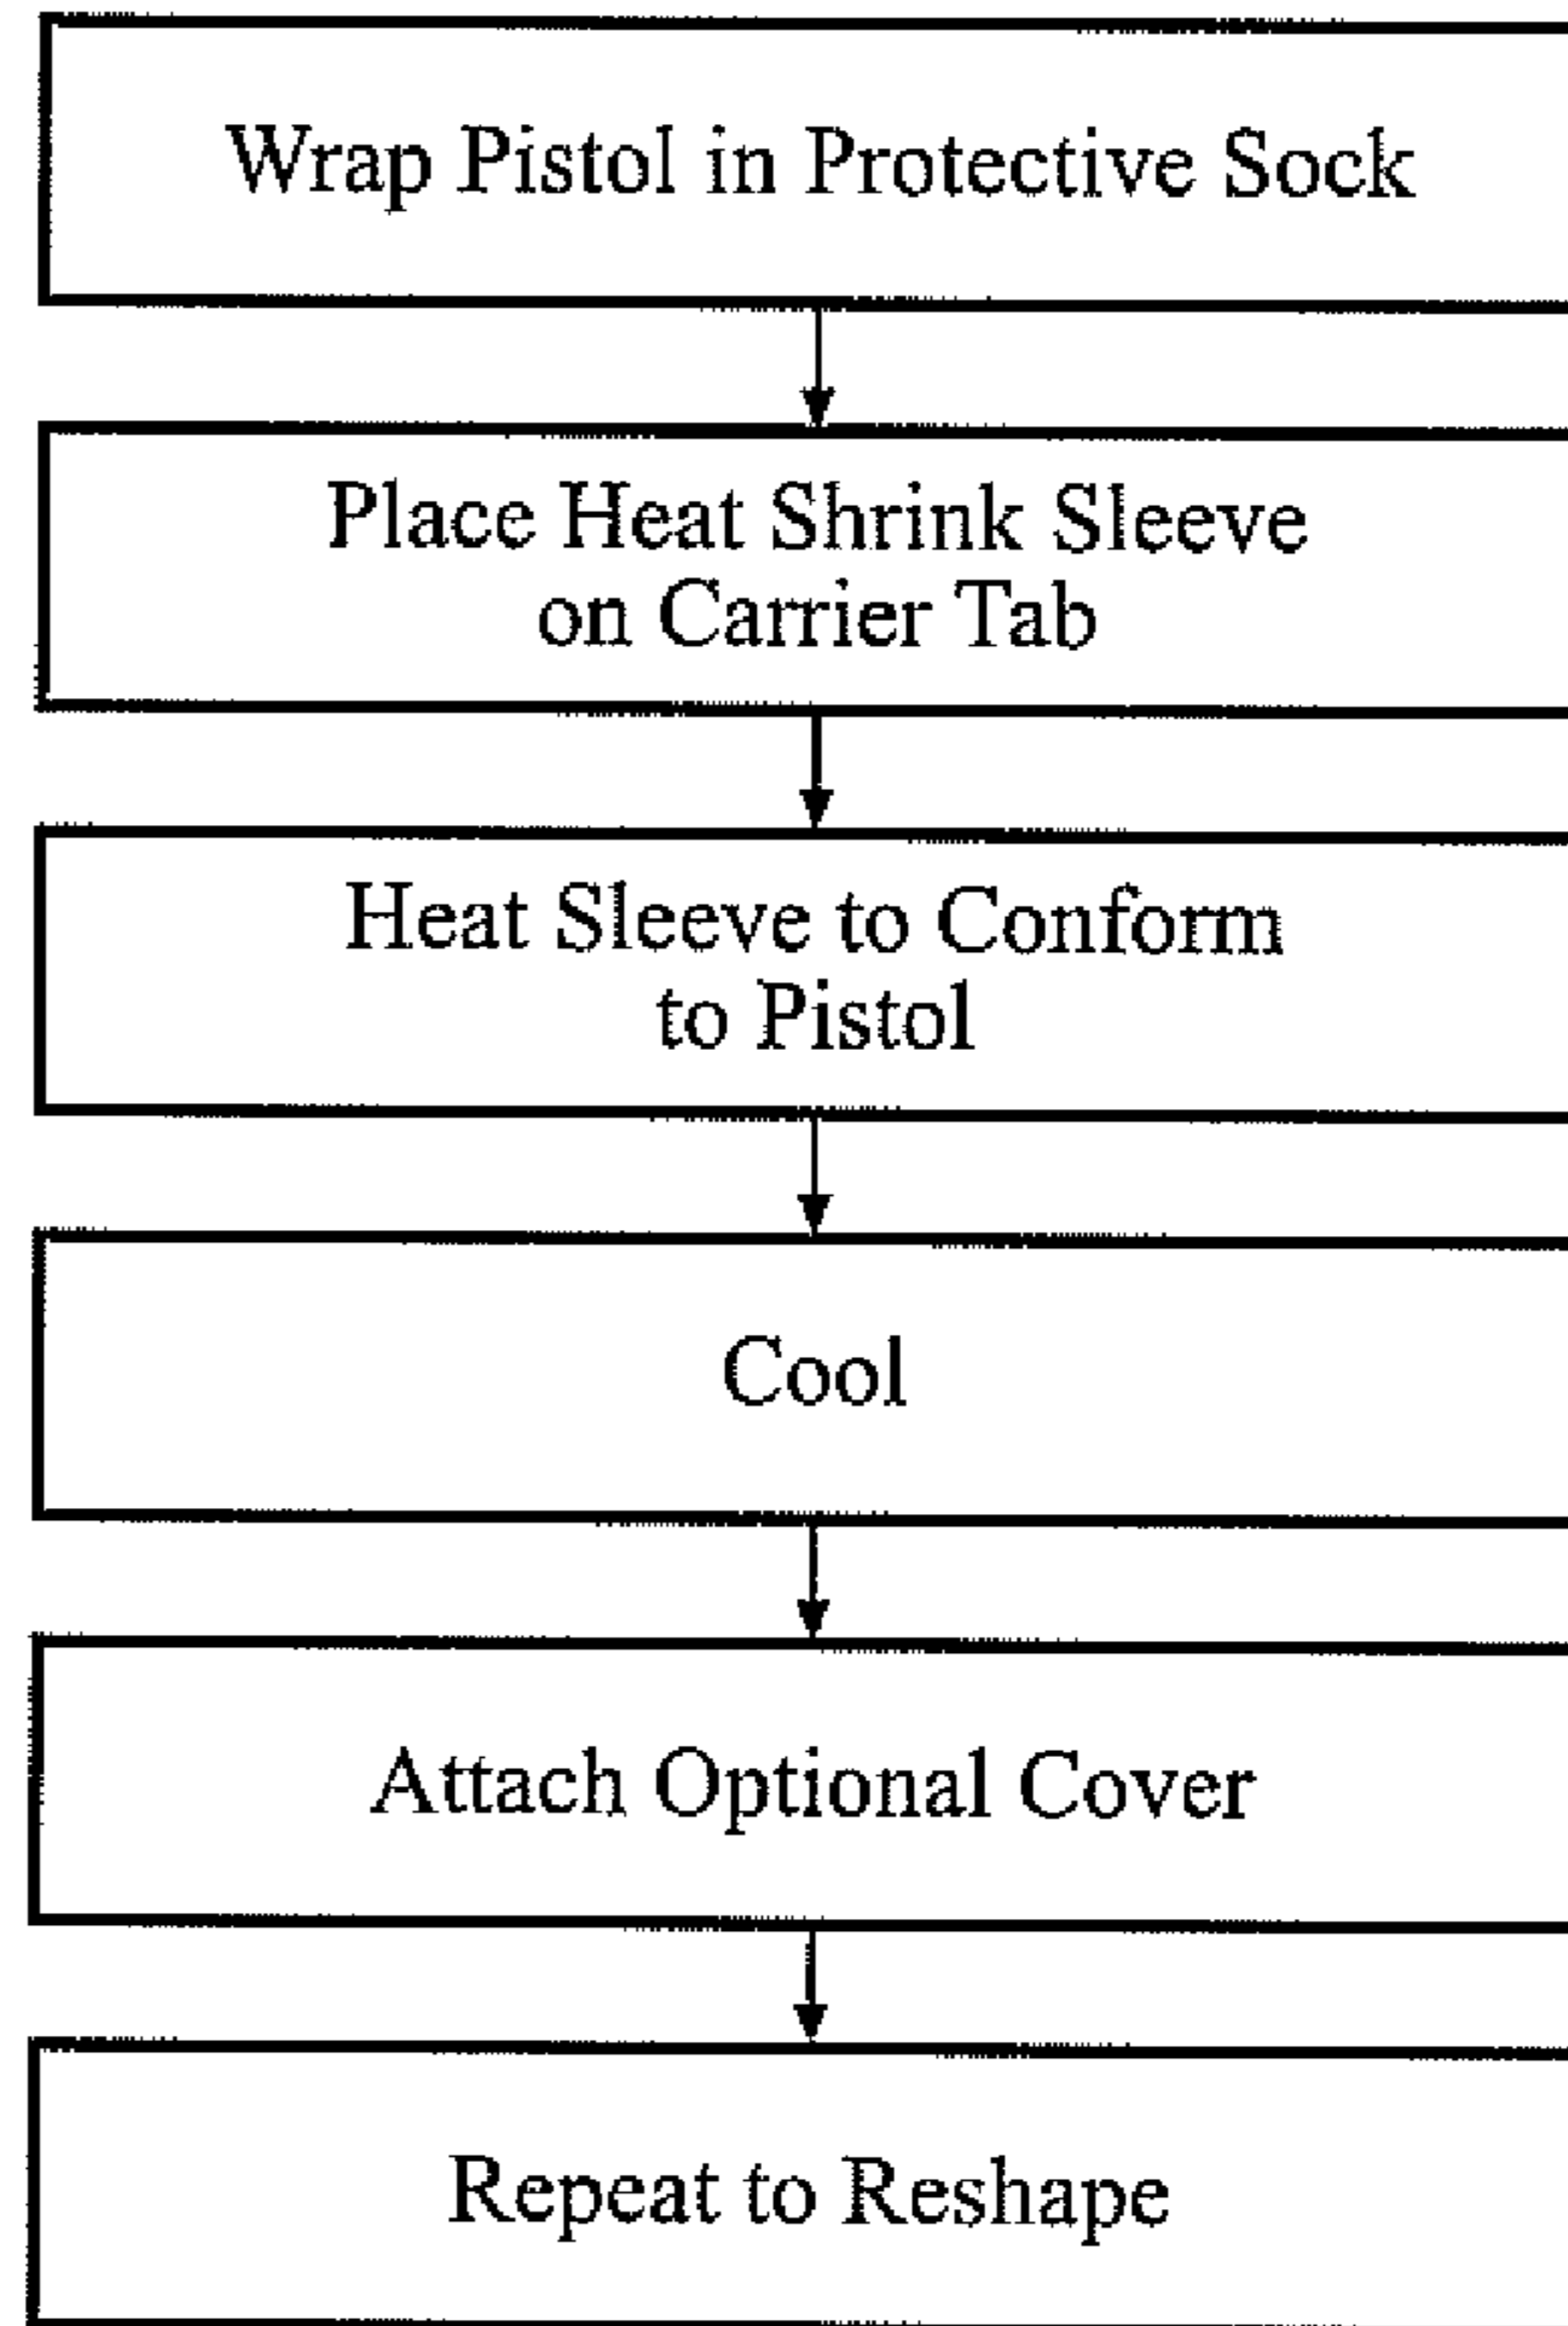 Wrap Pistol in Protective Sock
Place Heat Shrink Sleeve
on Carrier Tab
Heat Sleeve to Conform
to Pistol
Cool
Attach Optional Cover
Repeat to Reshape